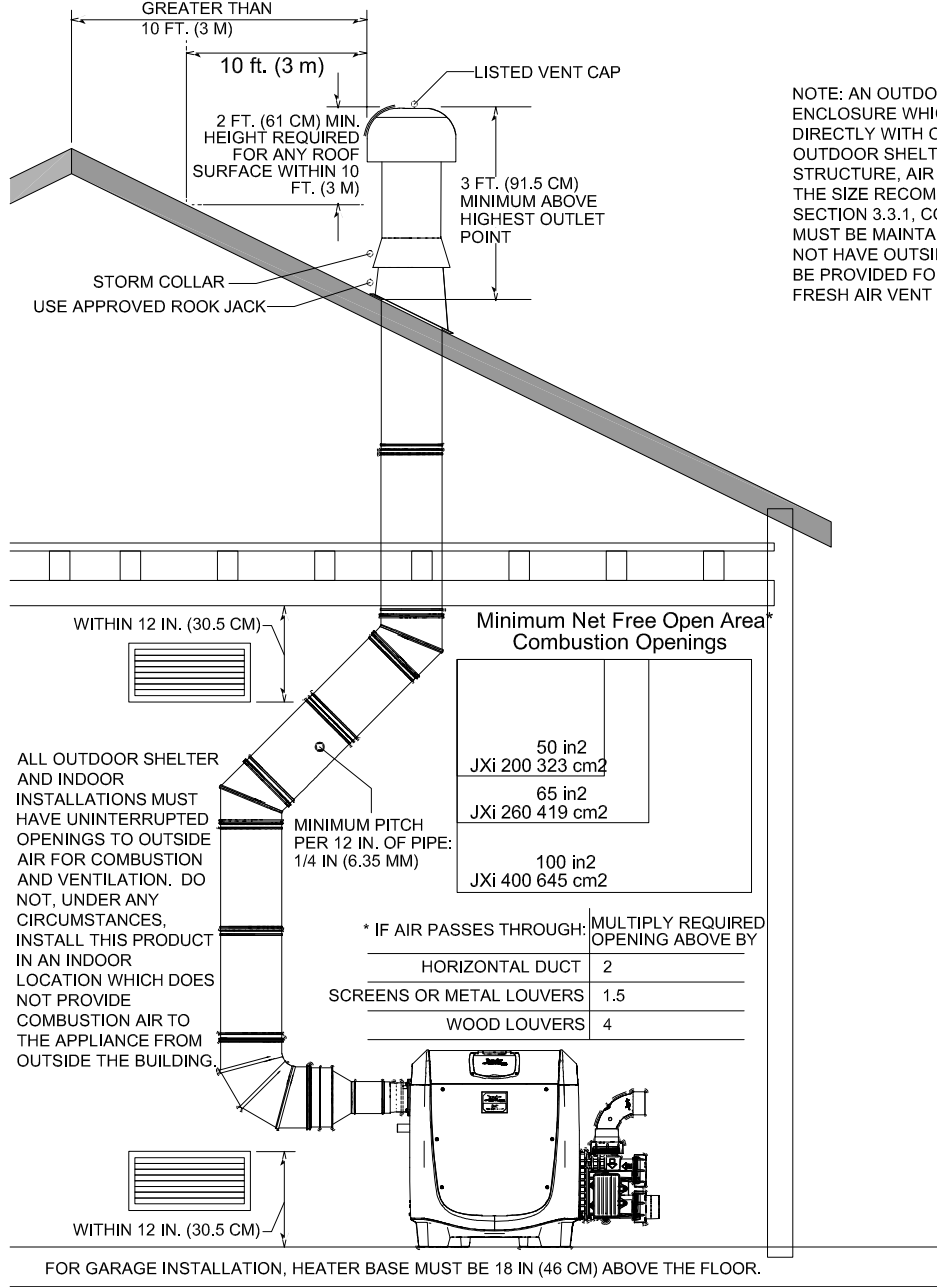 GREATER THAN
10 FT. (3 M)
10 ft. (3 m)
LISTED VENT CAP
2 FT. (61 CM) MIN.
HEIGHT REQUIRED
FOR ANY ROOF
SURFACE WITHIN 10
FT. (3 M)
3 FT. (91.5 CM)
MINIMUM ABOVE
HIGHEST OUTLET
POINT
STORM COLLAR
USE APPROVED ROOK JACK
NOTE: AN OUTDO
ENCLOSURE WHI
DIRECTLY WITH
OUTDOOR SHELT
STRUCTURE, AIR
THE SIZE RECOM
SECTION 3.3.1,
MUST BE MAINTA
NOT HAVE OUTSI
BE PROVIDED FO
FRESH AIR VENT
WITHIN 12 IN. (30.5 CM)
Minimum Net Free Open Area*
Combustion Openings
50 in2
JXi 200 323 cm2
65 in2
JXi 260 419 cm2
100 in2
JXi 400 645 cm2
ALL OUTDOOR SHELTER
AND INDOOR
INSTALLATIONS MUST
HAVE UNINTERRUPTED
OPENINGS TO OUTSIDE
AIR FOR COMBUSTION
AND VENTILATION. DO
NOT, UNDER ANY
CIRCUMSTANCES,
INSTALL THIS PRODUCT
IN AN INDOOR
LOCATION WHICH DOES
NOT PROVIDE
COMBUSTION AIR TO
THE APPLIANCE FROM
OUTSIDE THE BUILDING.
MINIMUM PITCH
PER 12 IN. OF PIPE:
1/4 IN (6.35 MM)
* IF AIR PASSES THROUGH: MULTIPLY REQUIRED
OPENING ABOVE BY
HORIZONTAL DUCT 2
SCREENS OR METAL LOUVERS 1.5
WOOD LOUVERS 4
WITHIN 12 IN. (30.5 CM)
FOR GARAGE INSTALLATION, HEATER BASE MUST BE 18 IN (46 CM) ABOVE THE FLOOR.